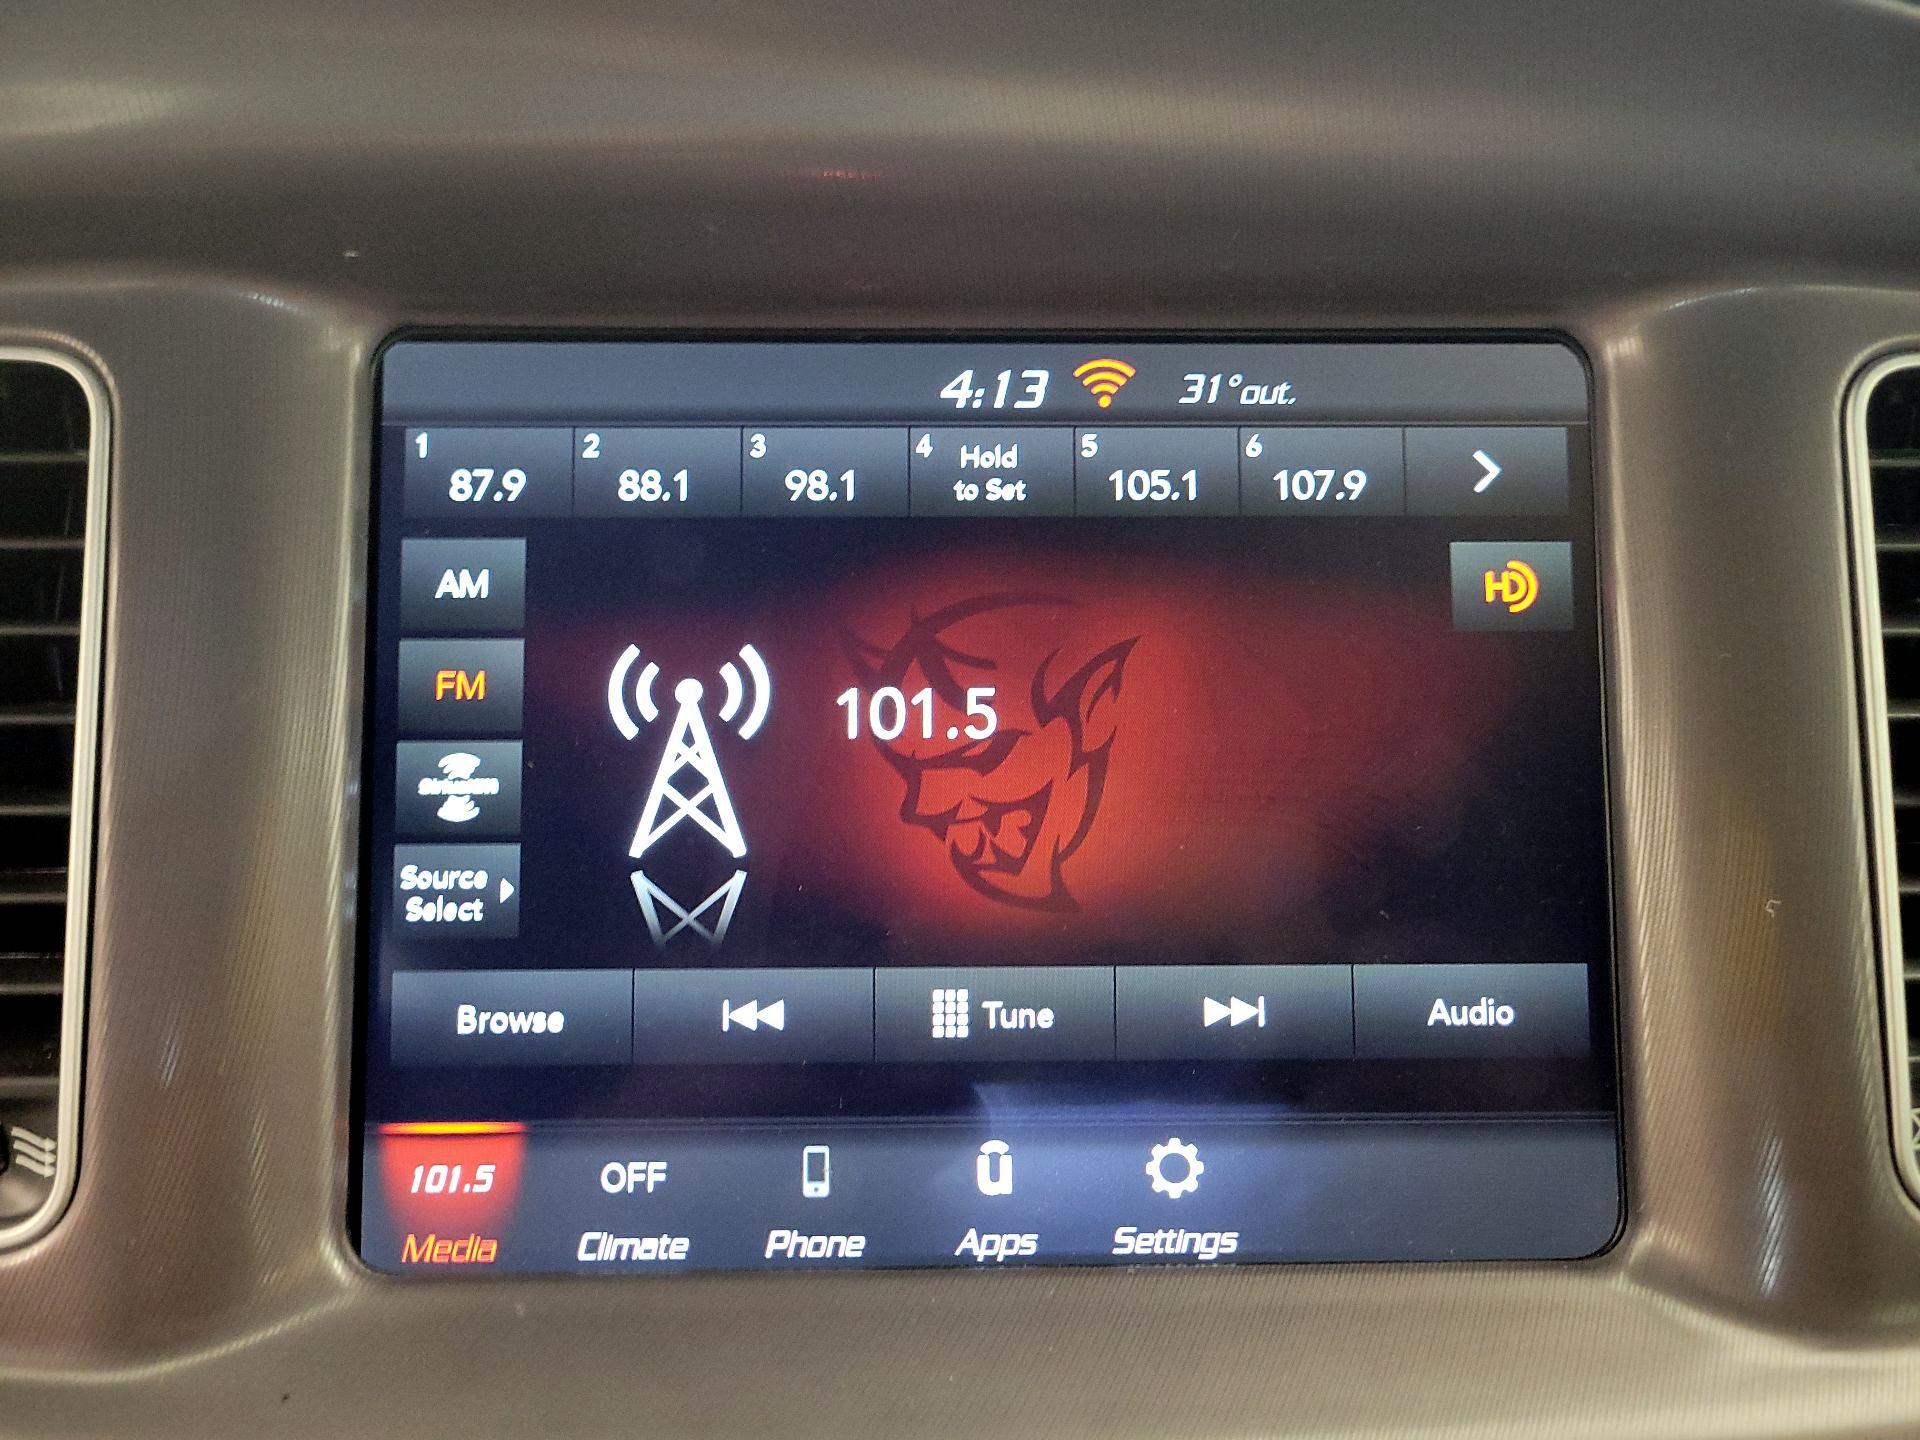 4:13 31°out.
1 2 3 4 Hold 5 6
87.9 88.1 98.1 to Set 105.1 107.9
AM
HD
FM
101.5
SiriusXM
Source
Select
Browse Tune Audio
101.5 OFF
Media Climate Phone Apps Settings